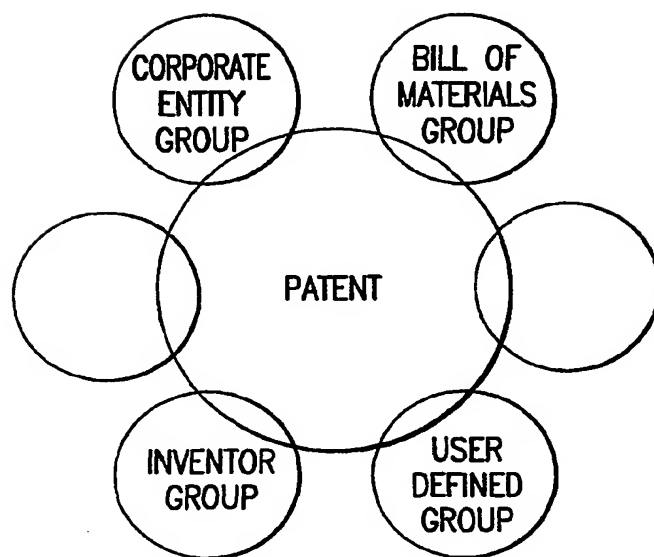 CORPORATE
ENTITY
GROUP
BILL OF
MATERIALS
GROUP
PATENT
INVENTOR
GROUP
USER
DEFINED
GROUP